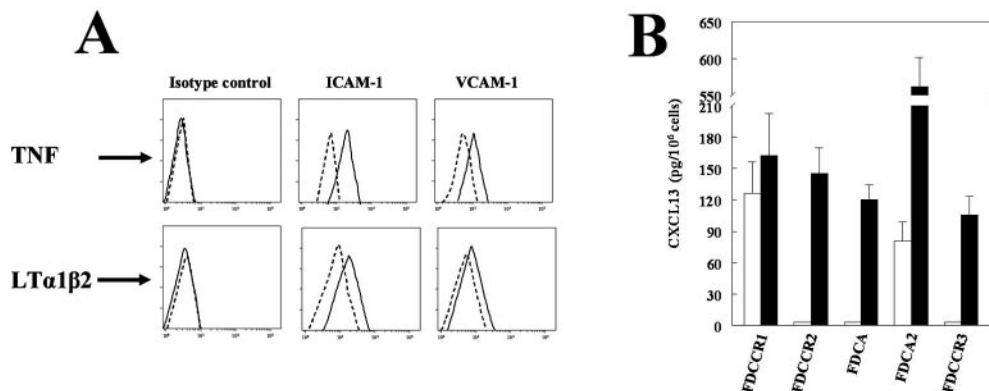 A
B
Isotype control ICAM-1 VCAM-1
TNF
LTα1β2
CXCL13 (pg/10⁶ cells)
650
600
550
210
180
150
120
90
60
30
0
FDCCR1 FDCCR2 FDCA FDCA2 FDCCR3